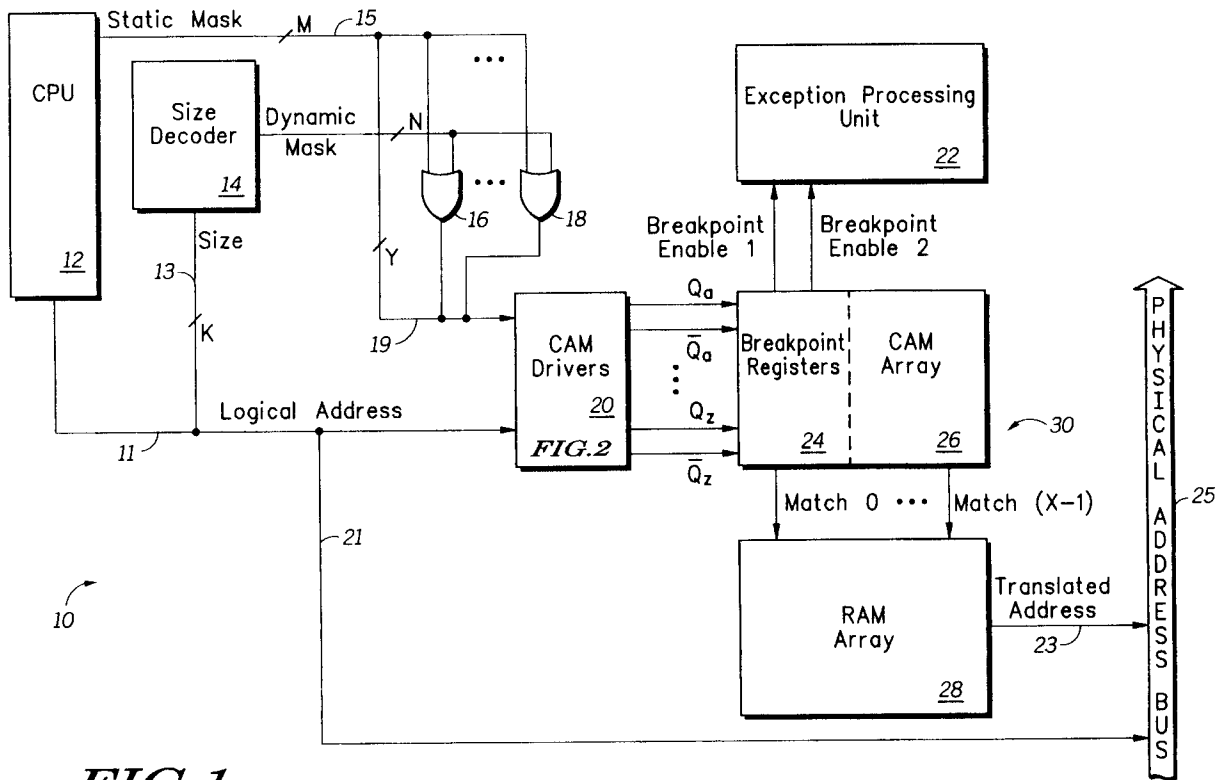 Static Mask
M
15
CPU
12
Size
Decoder
14
Dynamic
Mask
N
16
18
Exception Processing
Unit
22
Size
13
K
Y
19
Breakpoint
Enable 1
Breakpoint
Enable 2
CAM
Drivers
20
FIG.2
Qa
Q̅a
Qz
Q̅z
Breakpoint
Registers
24
CAM
Array
26
30
Logical Address
11
21
Match 0 ••• Match (X-1)
RAM
Array
28
Translated
Address
23
PHYSICAL ADDRESS BUS
25
10
FIG.1